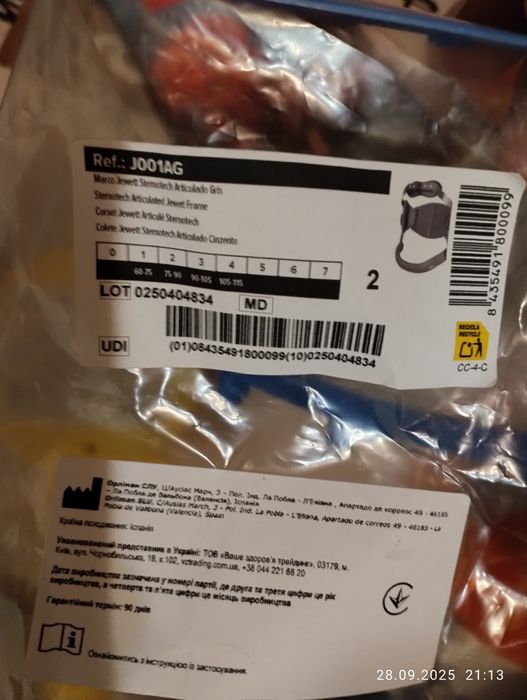 Ref.: J001AG
Marco Jewett Sternotech Articulado Gris
Sternotech Articulated Jewet Frame
Corset Jewett Articulé Sternotech
Colete Jewett Sternotech Articulado Cinzento
0 1 2 3 4 5 6 7
60-75 75-90 90-105 105-115
2
LOT 0250404834 MD
UDI (01)08435491800099(10)0250404834
8 435491 800099
RECICLA
RECYCLE
CC-4-C
Орліман СЛУ, Ц/Аусіас Марч, 3 - Пол. Інд. Ла Побла - Л'Еліана, Апартадо де корреос 49 - 46185
- Ла Побла де Вальбона (Валенсія), Іспанія
Orliman SLU, C/Ausias March, 3 - Pol. Ind. La Pobla - L'Eliana, Apartado de correos 49 - 46185 - La
Pobla de Vallbona (Valencia), Spain
Країна походження: Іспанія
Уповноважений представник в Україні: ТОВ «Ваше здоров'я трейдинг», 03179, м.
Київ, вул. Чорнобильська, 19, к.102, vztrading.com.ua, +38 044 221 68 20
Дата виробництва зазначена у номері партії, де друга та третя цифри це рік
виробництва, а четверта та п'ята цифри це місяць виробництва
Гарантійний термін: 90 днів
Ознайомитись з інструкцією із застосування.
28.09.2025 21:13